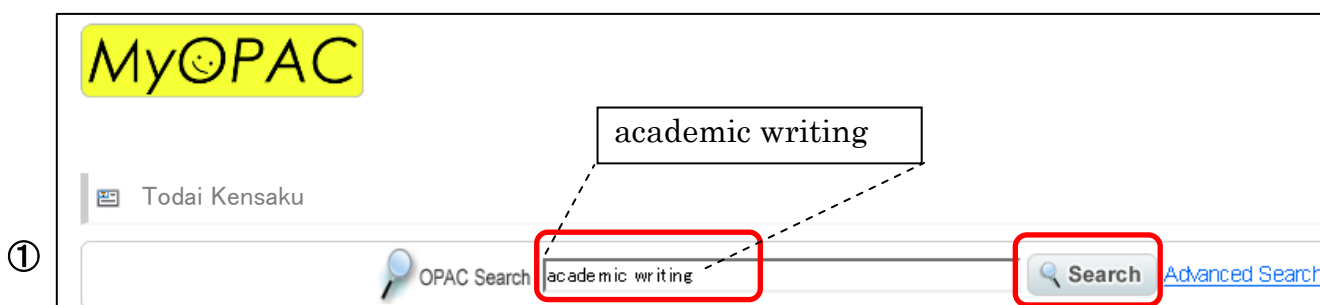 MyOPAC
academic writing
Todai Kensaku
①
OPAC Search academic writing Search Advanced Search